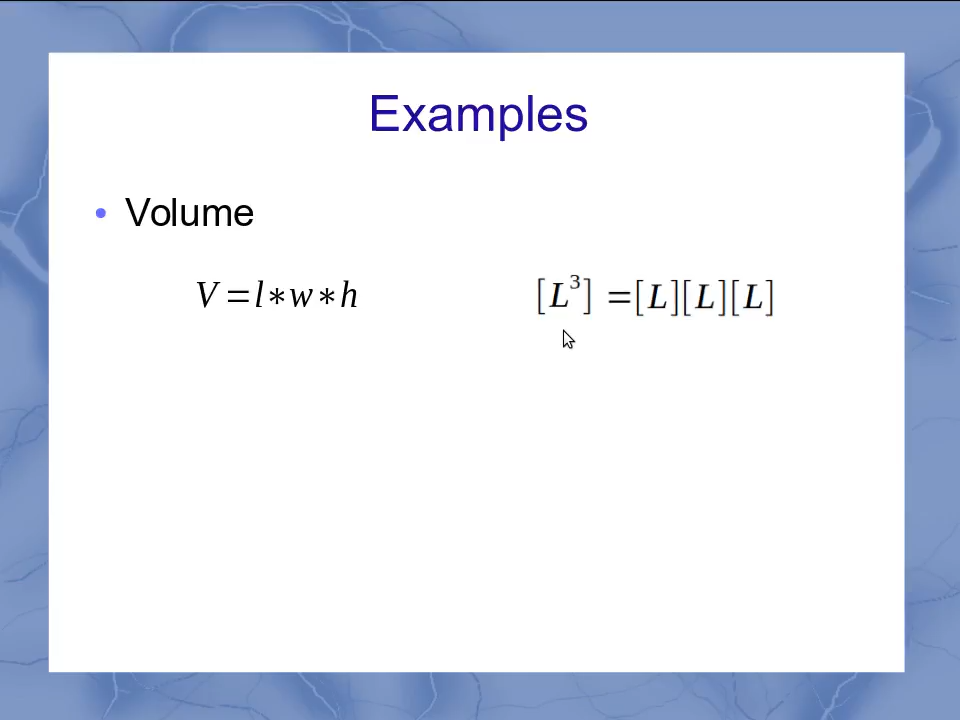 Examples
• Volume
V = l∗w∗h [L³] = [L][L][L]